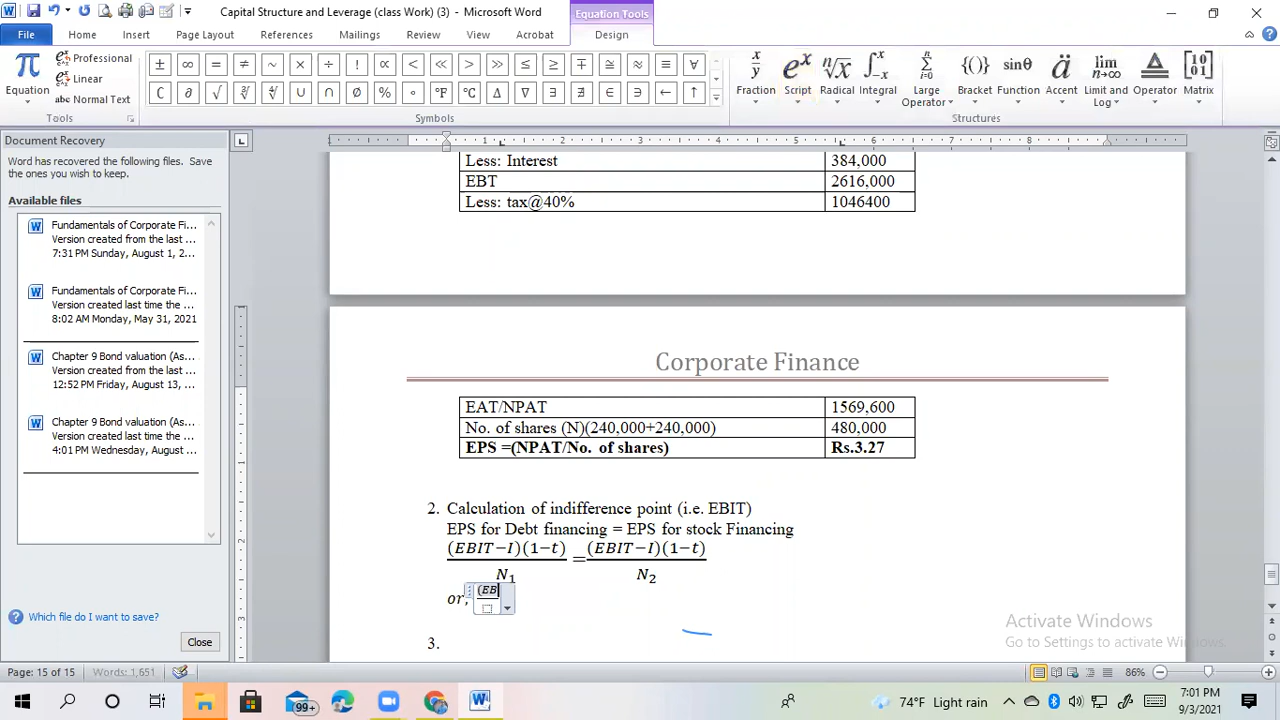 Capital Structure and Leverage (class Work) (3) - Microsoft Word
Equation Tools
File Home Insert Page Layout References Mailings Review View Acrobat Design
π Equation
Professional
Linear
abc Normal Text
Tools
± ∞ = ≠ ~ × ÷ ! ∝ < ≪ > ≫ ≤ ≥ ∓ ≅ ≈ ≡ ∀
∁ ∂ √ ∛ ∜ ∪ ∩ ∅ % ° °F °C ∆ ∇ ∃ ∄ ∈ ∋ ← ↑
Symbols
Fraction Script Radical Integral Large Operator Bracket Function Accent Limit and Log Operator Matrix
Structures
Document Recovery
Word has recovered the following files. Save
the ones you wish to keep.
Available files
Fundamentals of Corporate Fi...
Version created from the last ...
7:31 PM Sunday, August 1, 2...
Fundamentals of Corporate Fi...
Version created last time the ...
8:02 AM Monday, May 31, 2021
Chapter 9 Bond valuation (As...
Version created from the last ...
12:52 PM Friday, August 13, ...
Chapter 9 Bond valuation (As...
Version created from the last ...
4:01 PM Wednesday, August ...
Which file do I want to save?
Close
Less: Interest 384,000
EBT 2616,000
Less: tax@40% 1046400
Corporate Finance
EAT/NPAT 1569,600
No. of shares (N)(240,000+240,000) 480,000
EPS =(NPAT/No. of shares) Rs.3.27
2. Calculation of indifference point (i.e. EBIT)
EPS for Debt financing = EPS for stock Financing
(EBIT−I)(1−t) = (EBIT−I)(1−t)
N₁ N₂
or, (EB
3.
Activate Windows
Go to Settings to activate Windows.
Page: 15 of 15 Words: 1,651 86%
99+ 74°F Light rain 7:01 PM
9/3/2021